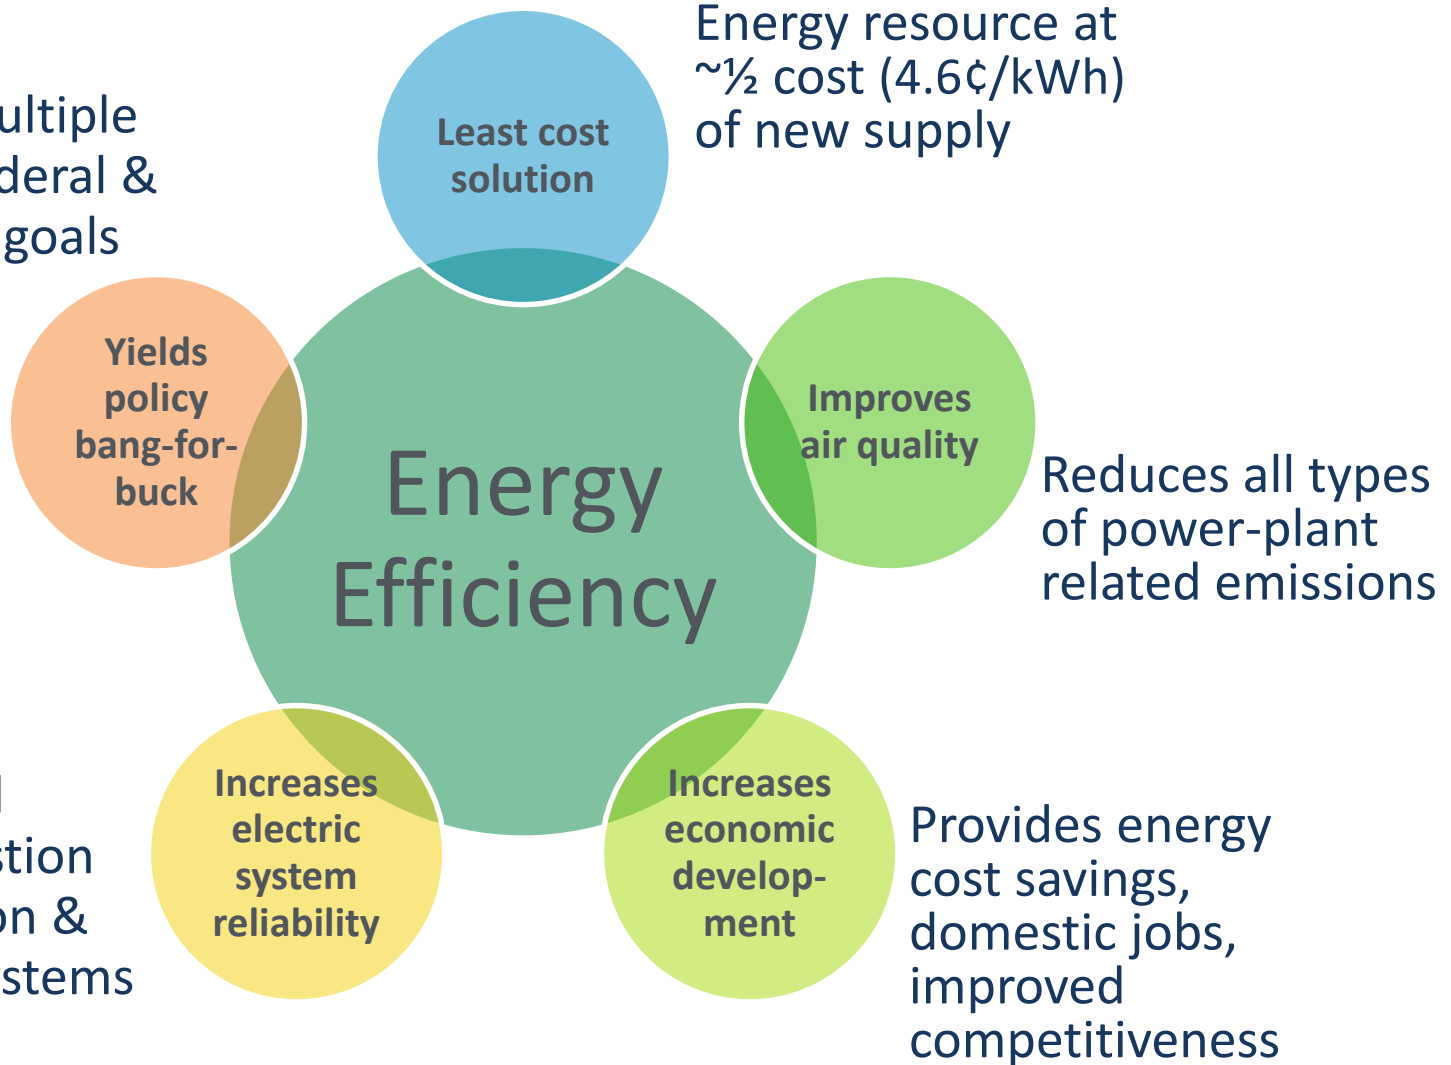 Energy resource at
~½ cost (4.6¢/kWh)
of new supply
Least cost
solution
goals
Yields
policy
bang-for-
buck
Improves
air quality
Reduces all types
of power-plant
related emissions
Energy
Efficiency
Increases
electric
system
reliability
&
Increases
economic
develop-
ment
Provides energy
cost savings,
domestic jobs,
improved
competitiveness